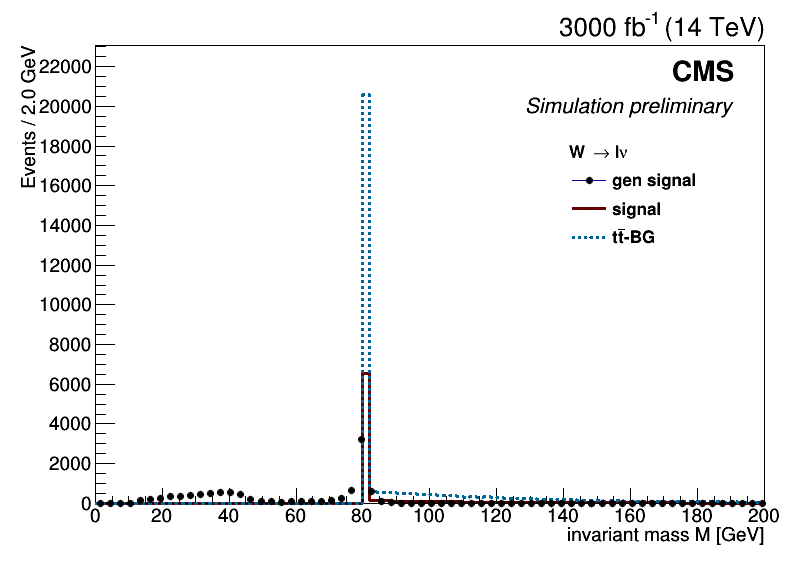 3000 fb⁻¹ (14 TeV)
CMS
Simulation preliminary
W → lν
gen signal
signal
tt̄-BG
Events / 2.0 GeV
22000
20000
18000
16000
14000
12000
10000
8000
6000
4000
2000
0
0 20 40 60 80 100 120 140 160 180 200
invariant mass M [GeV]